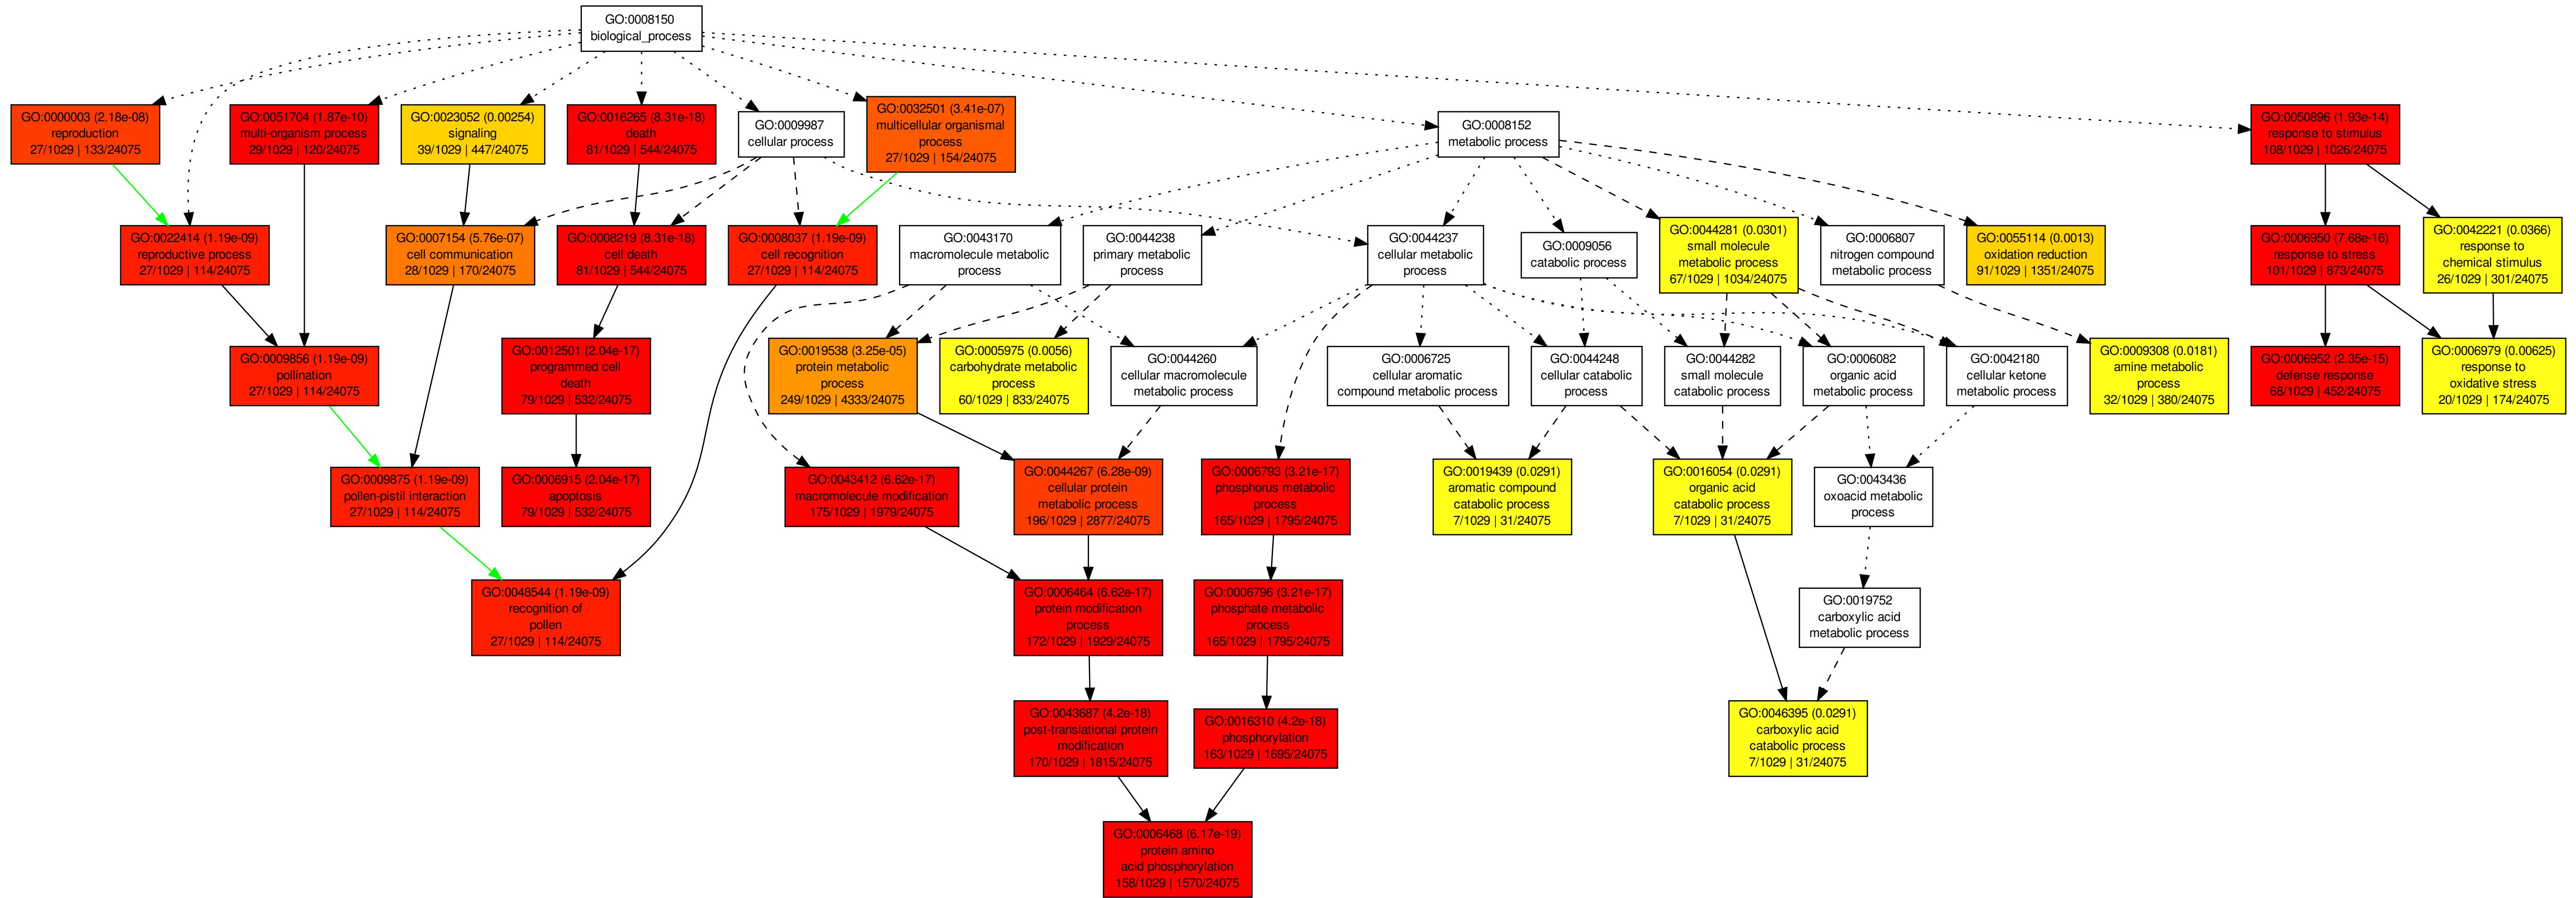 GO:0008150
biological_process
GO:0000003 (2.18e-08)
reproduction
27/1029 | 133/24075
GO:0051704 (1.87e-10)
multi-organism process
29/1029 | 120/24075
GO:0023052 (0.00254)
signaling
39/1029 | 447/24075
GO:0016265 (8.31e-18)
death
81/1029 | 544/24075
GO:0009987
cellular process
GO:0032501 (3.41e-07)
multicellular organismal
process
27/1029 | 154/24075
GO:0008152
metabolic process
GO:0050896 (1.93e-14)
response to stimulus
108/1029 | 1026/24075
GO:0022414 (1.19e-09)
reproductive process
27/1029 | 114/24075
GO:0007154 (5.76e-07)
cell communication
28/1029 | 170/24075
GO:0008219 (8.31e-18)
cell death
81/1029 | 544/24075
GO:0008037 (1.19e-09)
cell recognition
27/1029 | 114/24075
GO:0043170
macromolecule metabolic
process
GO:0044238
primary metabolic
process
GO:0044237
cellular metabolic
process
GO:0009056
catabolic process
GO:0044281 (0.0301)
small molecule
metabolic process
67/1029 | 1034/24075
GO:0006807
nitrogen compound
metabolic process
GO:0055114 (0.0013)
oxidation reduction
91/1029 | 1351/24075
GO:0006950 (7.68e-16)
response to stress
101/1029 | 873/24075
GO:0042221 (0.0366)
response to
chemical stimulus
26/1029 | 301/24075
GO:0009856 (1.19e-09)
pollination
27/1029 | 114/24075
GO:0012501 (2.04e-17)
programmed cell
death
79/1029 | 532/24075
GO:0019538 (3.25e-05)
protein metabolic
process
249/1029 | 4333/24075
GO:0005975 (0.0056)
carbohydrate metabolic
process
60/1029 | 833/24075
GO:0044260
cellular macromolecule
metabolic process
GO:0006725
cellular aromatic
compound metabolic process
GO:0044248
cellular catabolic
process
GO:0044282
small molecule
catabolic process
GO:0006082
organic acid
metabolic process
GO:0042180
cellular ketone
metabolic process
GO:0009308 (0.0181)
amine metabolic
process
32/1029 | 380/24075
GO:0006952 (2.35e-15)
defense response
68/1029 | 452/24075
GO:0006979 (0.00625)
response to
oxidative stress
20/1029 | 174/24075
GO:0009875 (1.19e-09)
pollen-pistil interaction
27/1029 | 114/24075
GO:0006915 (2.04e-17)
apoptosis
79/1029 | 532/24075
GO:0043412 (6.62e-17)
macromolecule modification
175/1029 | 1979/24075
GO:0044267 (6.28e-09)
cellular protein
metabolic process
196/1029 | 2877/24075
GO:0006793 (3.21e-17)
phosphorus metabolic
process
165/1029 | 1795/24075
GO:0019439 (0.0291)
aromatic compound
catabolic process
7/1029 | 31/24075
GO:0016054 (0.0291)
organic acid
catabolic process
7/1029 | 31/24075
GO:0043436
oxoacid metabolic
process
GO:0048544 (1.19e-09)
recognition of
pollen
27/1029 | 114/24075
GO:0006464 (6.62e-17)
protein modification
process
172/1029 | 1929/24075
GO:0006796 (3.21e-17)
phosphate metabolic
process
165/1029 | 1795/24075
GO:0019752
carboxylic acid
metabolic process
GO:0043687 (4.2e-18)
post-translational protein
modification
170/1029 | 1815/24075
GO:0016310 (4.2e-18)
phosphorylation
163/1029 | 1695/24075
GO:0046395 (0.0291)
carboxylic acid
catabolic process
7/1029 | 31/24075
GO:0006468 (6.17e-19)
protein amino
acid phosphorylation
158/1029 | 1570/24075